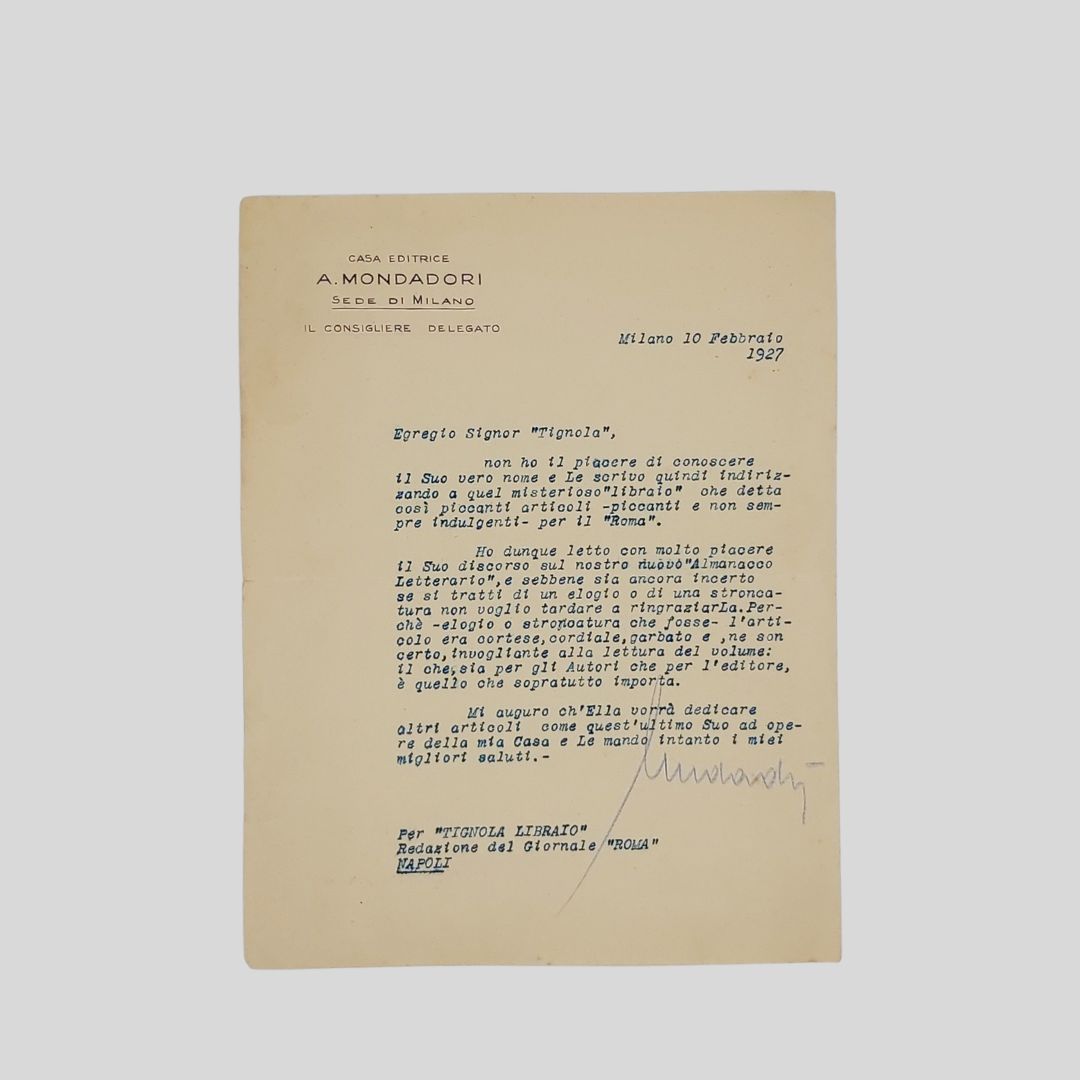 CASA EDITRICE
A. MONDADORI
SEDE DI MILANO
IL CONSIGLIERE DELEGATO
Milano 10 Febbraio
1927
Egregio Signor "Tignola",
non ho il piacere di conoscere
il Suo vero nome e Le scrivo quindi indiriz-
zando a quel misterioso"libraio" che detta
così piccanti articoli -piccanti e non sem-
pre indulgenti- per il "Roma".
Ho dunque letto con molto piacere
il Suo discorso sul nostro nuovo"Almanacco
Letterario",e sebbene sia ancora incerto
se si tratti di un elogio o di una stronca-
tura non voglio tardare a ringraziarLa.Per-
chè -elogio o stroncatura che fosse- l'arti-
colo era cortese,cordiale,garbato e ,ne son
certo,invogliante alla lettura del volume:
il che,sia per gli Autori che per l'editore,
è quello che sopratutto importa.
Mi auguro ch'Ella vorrà dedicare
altri articoli come quest'ultimo Suo ad ope-
re della mia Casa e Le mando intanto i miei
migliori saluti.-
Mondadori
Per "TIGNOLA LIBRAIO"
Redazione del Giornale "ROMA"
NAPOLI